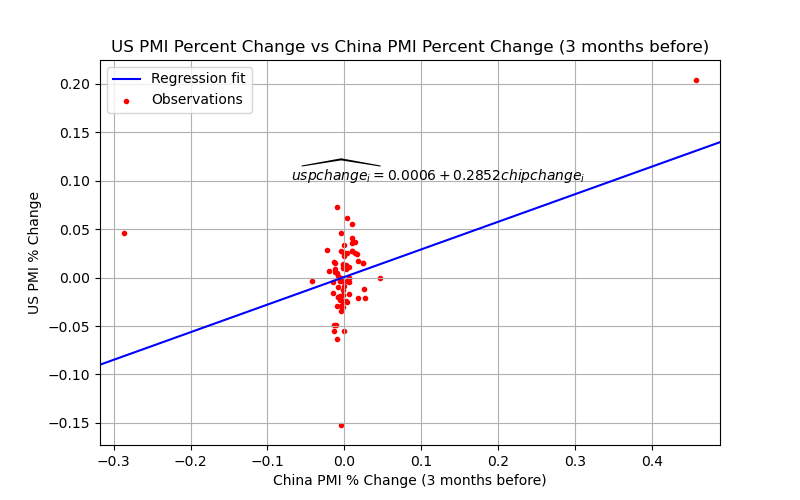 US PMI Percent Change vs China PMI Percent Change (3 months before)
Regression fit
Observations
uspchangeᵢ = 0.0006 + 0.2852chipchangeᵢ
US PMI % Change
0.20
0.15
0.10
0.05
0.00
−0.05
−0.10
−0.15
−0.3
−0.2
−0.1
0.0
0.1
0.2
0.3
0.4
China PMI % Change (3 months before)